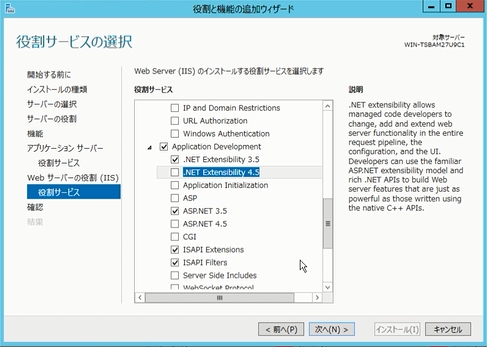 役割と機能の追加ウィザード
役割サービスの選択
対象サーバー
WIN-TSBAM27U9C1
開始する前に
インストールの種類
サーバーの選択
サーバーの役割
機能
アプリケーション サーバー
役割サービス
Web サーバーの役割 (IIS)
役割サービス
確認
結果
Web Server (IIS) のインストールする役割サービスを選択します
役割サービス
IP and Domain Restrictions
URL Authorization
Windows Authentication
Application Development
.NET Extensibility 3.5
.NET Extensibility 4.5
Application Initialization
ASP
ASP.NET 3.5
ASP.NET 4.5
CGI
ISAPI Extensions
ISAPI Filters
Server Side Includes
WebSocket Protocol
説明
.NET extensibility allows
managed code developers to
change, add and extend web
server functionality in the entire
request pipeline, the
configuration, and the UI.
Developers can use the familiar
ASP.NET extensibility model and
rich .NET APIs to build Web
server features that are just as
powerful as those written using
the native C++ APIs.
< 前へ(P)
次へ(N) >
インストール(I)
キャンセル